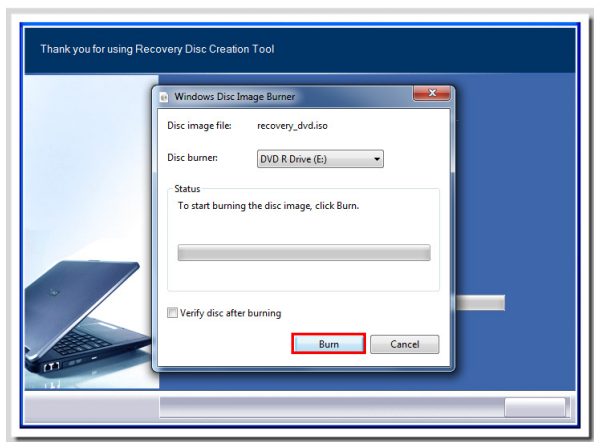 Thank you for using Recovery Disc Creation Tool
Windows Disc Image Burner
Disc image file: recovery_dvd.iso
Disc burner: DVD R Drive (E:)
Status
To start burning the disc image, click Burn.
Verify disc after burning
Burn Cancel